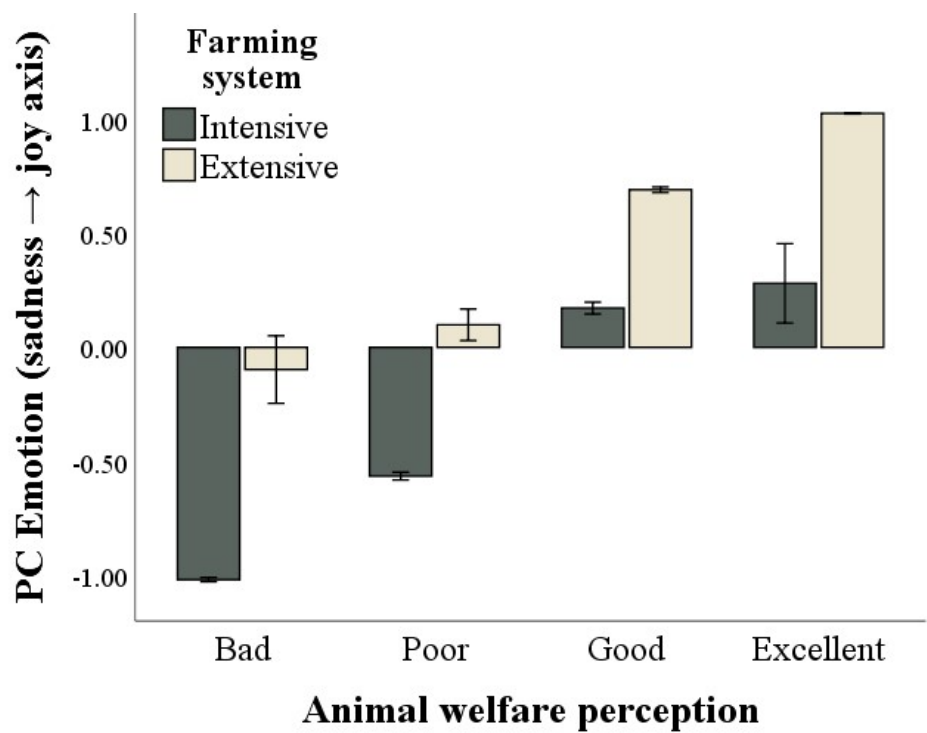 PC Emotion (sadness → joy axis)
Farming
system
Intensive
Extensive
1.00
0.50
0.00
-0.50
-1.00
Bad Poor Good Excellent
Animal welfare perception